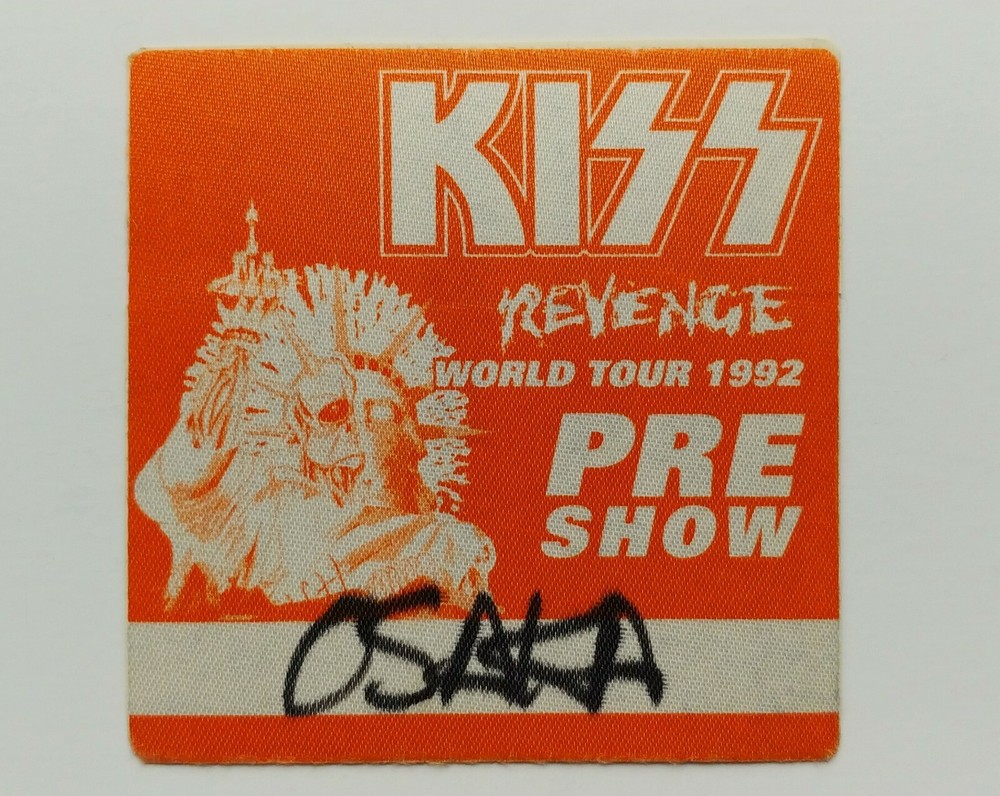 KISS
REVENGE
WORLD TOUR 1992
PRE
SHOW
OSAKA